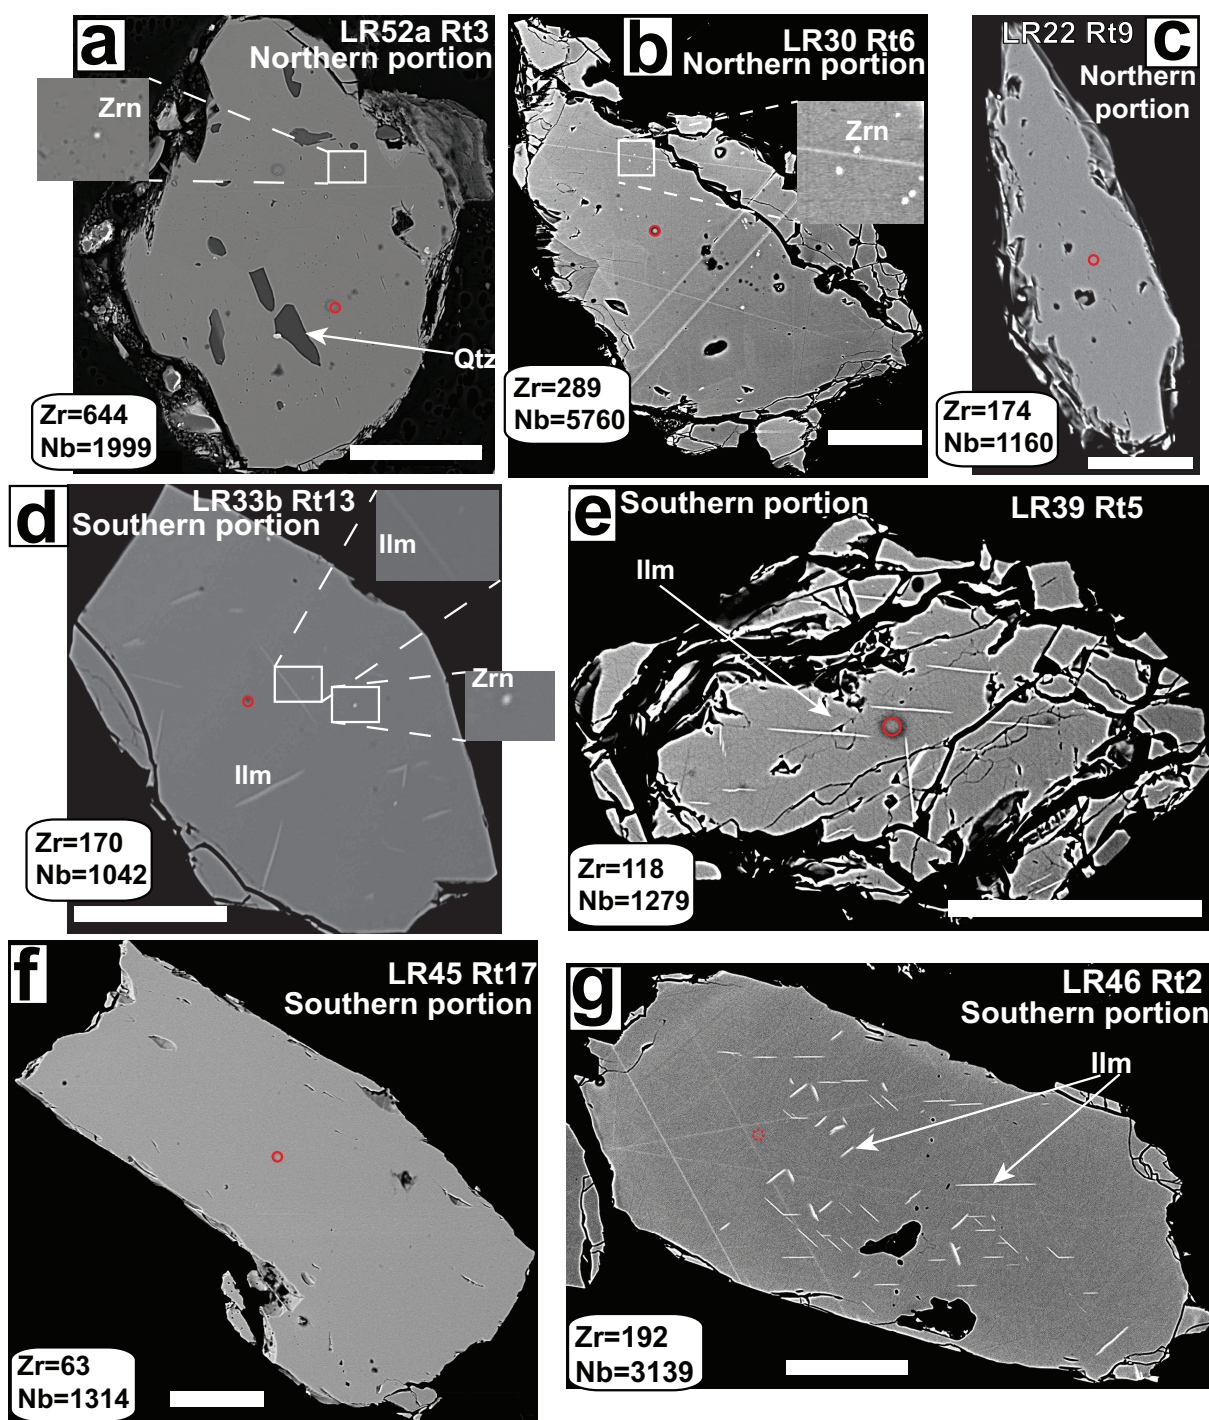 a
LR52a Rt3
Northern portion
Zrn
Qtz
Zr=644
Nb=1999
b
LR30 Rt6
Northern portion
Zrn
Zr=289
Nb=5760
c
LR22 Rt9
Northern
portion
Zr=174
Nb=1160
d
LR33b Rt13
Southern portion
Ilm
Zrn
Ilm
Zr=170
Nb=1042
e
Southern portion
LR39 Rt5
Ilm
Zr=118
Nb=1279
f
LR45 Rt17
Southern portion
Zr=63
Nb=1314
g
LR46 Rt2
Southern portion
Ilm
Zr=192
Nb=3139